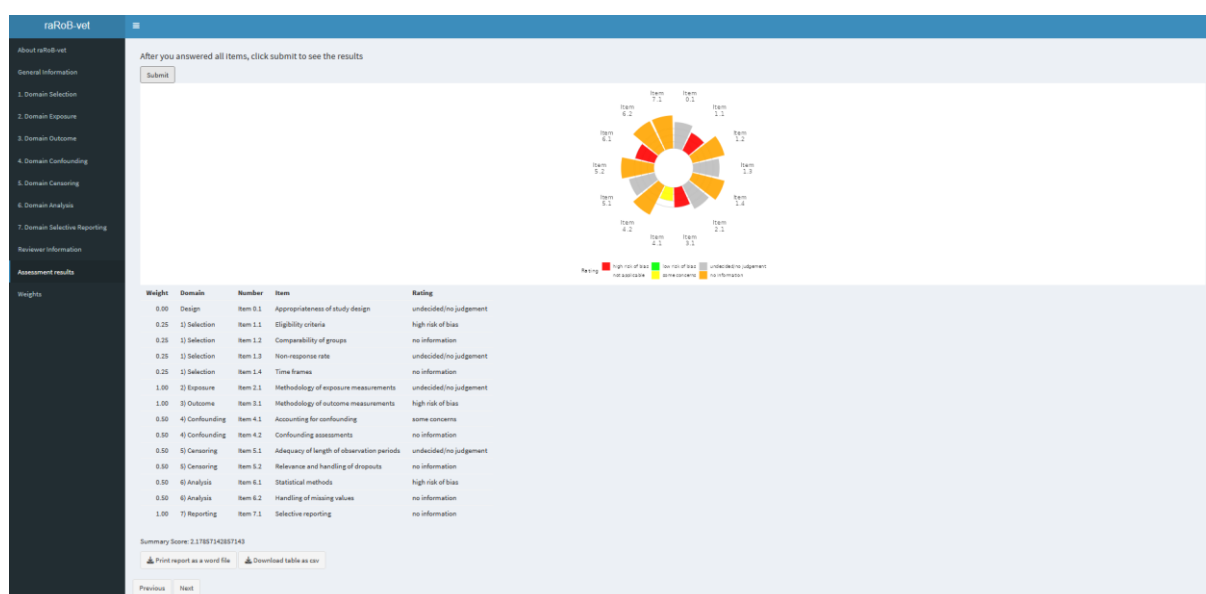 raRoB-vet
About raRoB-vet
General Information
1. Domain Selection
2. Domain Exposure
3. Domain Outcome
4. Domain Confounding
5. Domain Censoring
6. Domain Analysis
7. Domain Selective Reporting
Reviewer Information
Assessment results
Weights
After you answered all items, click submit to see the results
Submit
Item 7.1
Item 0.1
Item 6.2
Item 1.1
Item 6.1
Item 1.2
Item 5.2
Item 1.3
Item 5.1
Item 1.4
Item 4.2
Item 2.1
Item 4.1
Item 3.1
Rating high risk of bias low risk of bias undecided/no judgement
not applicable some concerns no information
Weight Domain Number Item Rating
0.00 Design Item 0.1 Appropriateness of study design undecided/no judgement
0.25 1) Selection Item 1.1 Eligibility criteria high risk of bias
0.25 1) Selection Item 1.2 Comparability of groups no information
0.25 1) Selection Item 1.3 Non-response rate undecided/no judgement
0.25 1) Selection Item 1.4 Time frames no information
1.00 2) Exposure Item 2.1 Methodology of exposure measurements undecided/no judgement
1.00 3) Outcome Item 3.1 Methodology of outcome measurements high risk of bias
0.50 4) Confounding Item 4.1 Accounting for confounding some concerns
0.50 4) Confounding Item 4.2 Confounding assessments no information
0.50 5) Censoring Item 5.1 Adequacy of length of observation periods undecided/no judgement
0.50 5) Censoring Item 5.2 Relevance and handling of dropouts no information
0.50 6) Analysis Item 6.1 Statistical methods high risk of bias
0.50 6) Analysis Item 6.2 Handling of missing values no information
1.00 7) Reporting Item 7.1 Selective reporting no information
Summary Score: 2.17857142857143
Print report as a word file Download table as csv
Previous Next